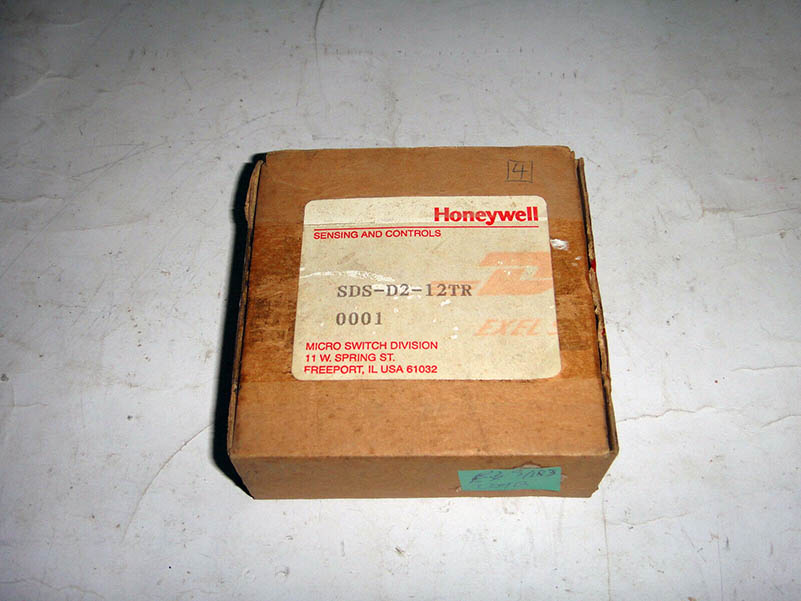 4
Honeywell
SENSING AND CONTROLS
SDS-D2-12TR
0001
EXEL
MICRO SWITCH DIVISION
11 W. SPRING ST.
FREEPORT, IL USA 61032